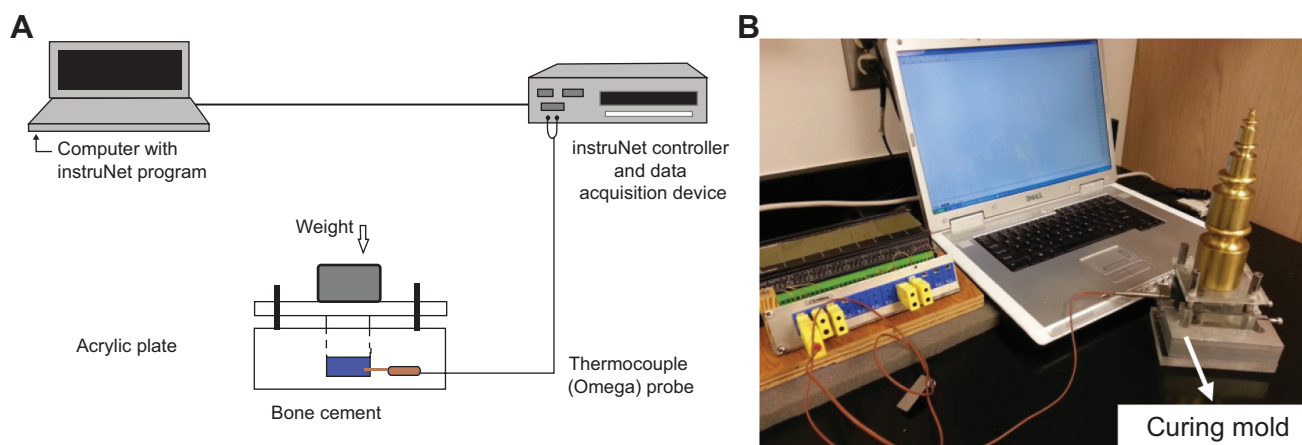 A
Computer with
instruNet program
instruNet controller
and data
acquisition device
Weight
Acrylic plate
Thermocouple
(Omega) probe
Bone cement
B
DELL
Curing mold